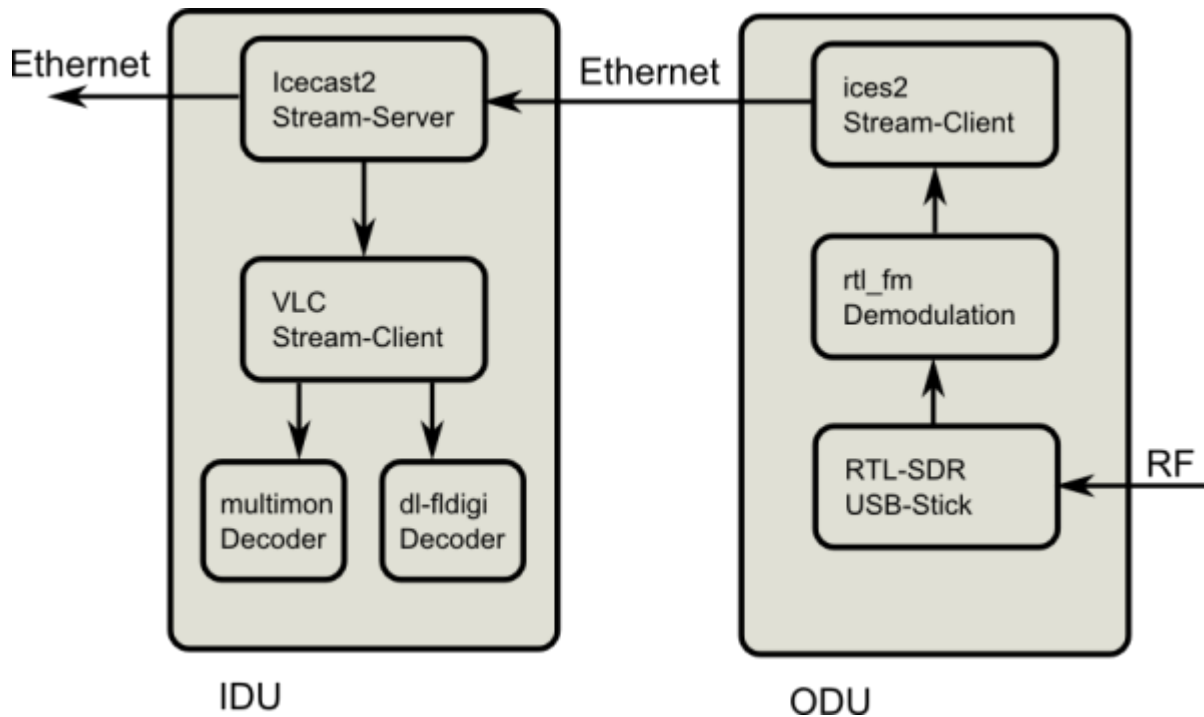 Ethernet
Icecast2
Stream-Server
VLC
Stream-Client
multimon
Decoder
dl-fldigi
Decoder
IDU
Ethernet
ices2
Stream-Client
rtl_fm
Demodulation
RTL-SDR
USB-Stick
RF
ODU